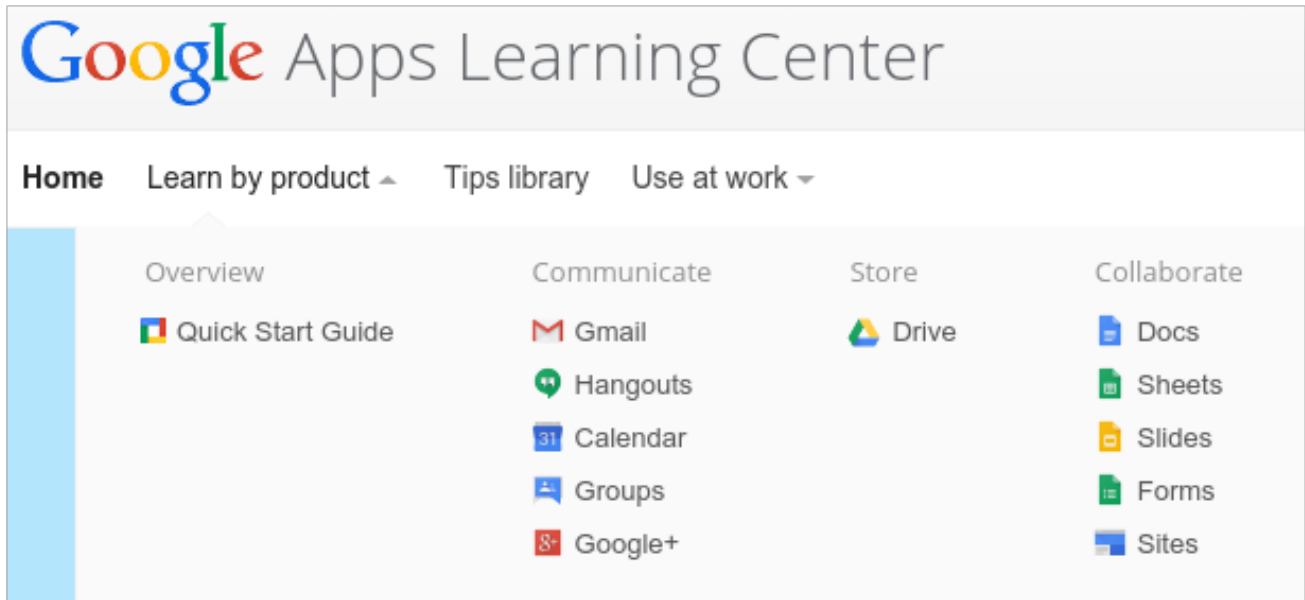 Google Apps Learning Center
Home Learn by product Tips library Use at work
Overview Communicate Store Collaborate
Quick Start Guide Gmail Drive Docs
Hangouts Sheets
31 Calendar Slides
Groups Forms
8+ Google+ Sites